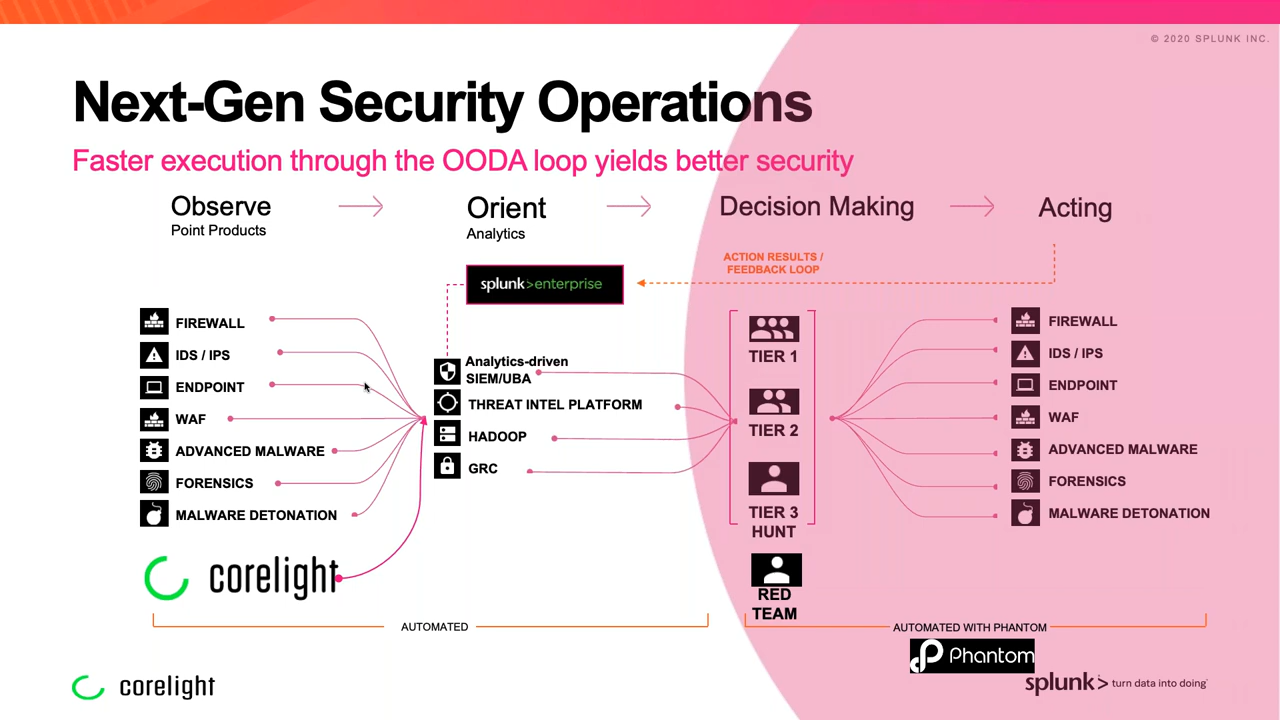 © 2020 SPLUNK INC.
Next-Gen Security Operations
Faster execution through the OODA loop yields better security
Observe
Point Products
Orient
Analytics
Decision Making
Acting
ACTION RESULTS /
FEEDBACK LOOP
splunk>enterprise
FIREWALL
IDS / IPS
ENDPOINT
WAF
ADVANCED MALWARE
FORENSICS
MALWARE DETONATION
corelight
Analytics-driven
SIEM/UBA
THREAT INTEL PLATFORM
HADOOP
GRC
TIER 1
TIER 2
TIER 3
HUNT
RED
TEAM
FIREWALL
IDS / IPS
ENDPOINT
WAF
ADVANCED MALWARE
FORENSICS
MALWARE DETONATION
AUTOMATED
AUTOMATED WITH PHANTOM
Phantom
corelight
splunk> turn data into doing